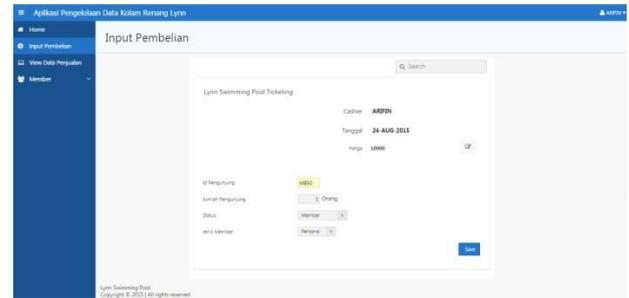 Aplikasi Pengelolaan Data Kolam Renang Lynn
ARIFIN
Home
Input Pembelian
View Data Penjualan
Member
Input Pembelian
Search
Lynn Swimming Pool Ticketing
Cashier ARIFIN
Tanggal 24-AUG-2015
Harga 10000
Id Pengunjung
Jumlah Pengunjung Orang
Status Member
Jenis Member Personal
Save
Lynn Swimming Pool
Copyright © 2015 | All rights reserved